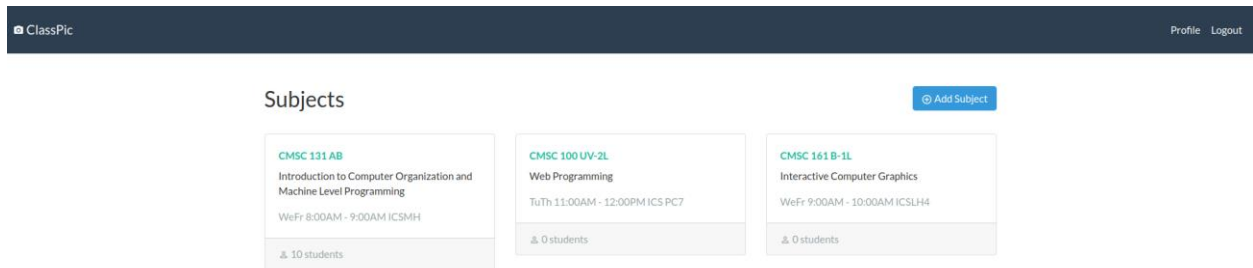 ClassPic
Profile Logout
Subjects
Add Subject
CMSC 131 AB
Introduction to Computer Organization and
Machine Level Programming
WeFr 8:00AM - 9:00AM ICSMH
10 students
CMSC 100 UV-2L
Web Programming
TuTh 11:00AM - 12:00PM ICS PC7
0 students
CMSC 161 B-1L
Interactive Computer Graphics
WeFr 9:00AM - 10:00AM ICSLH4
0 students